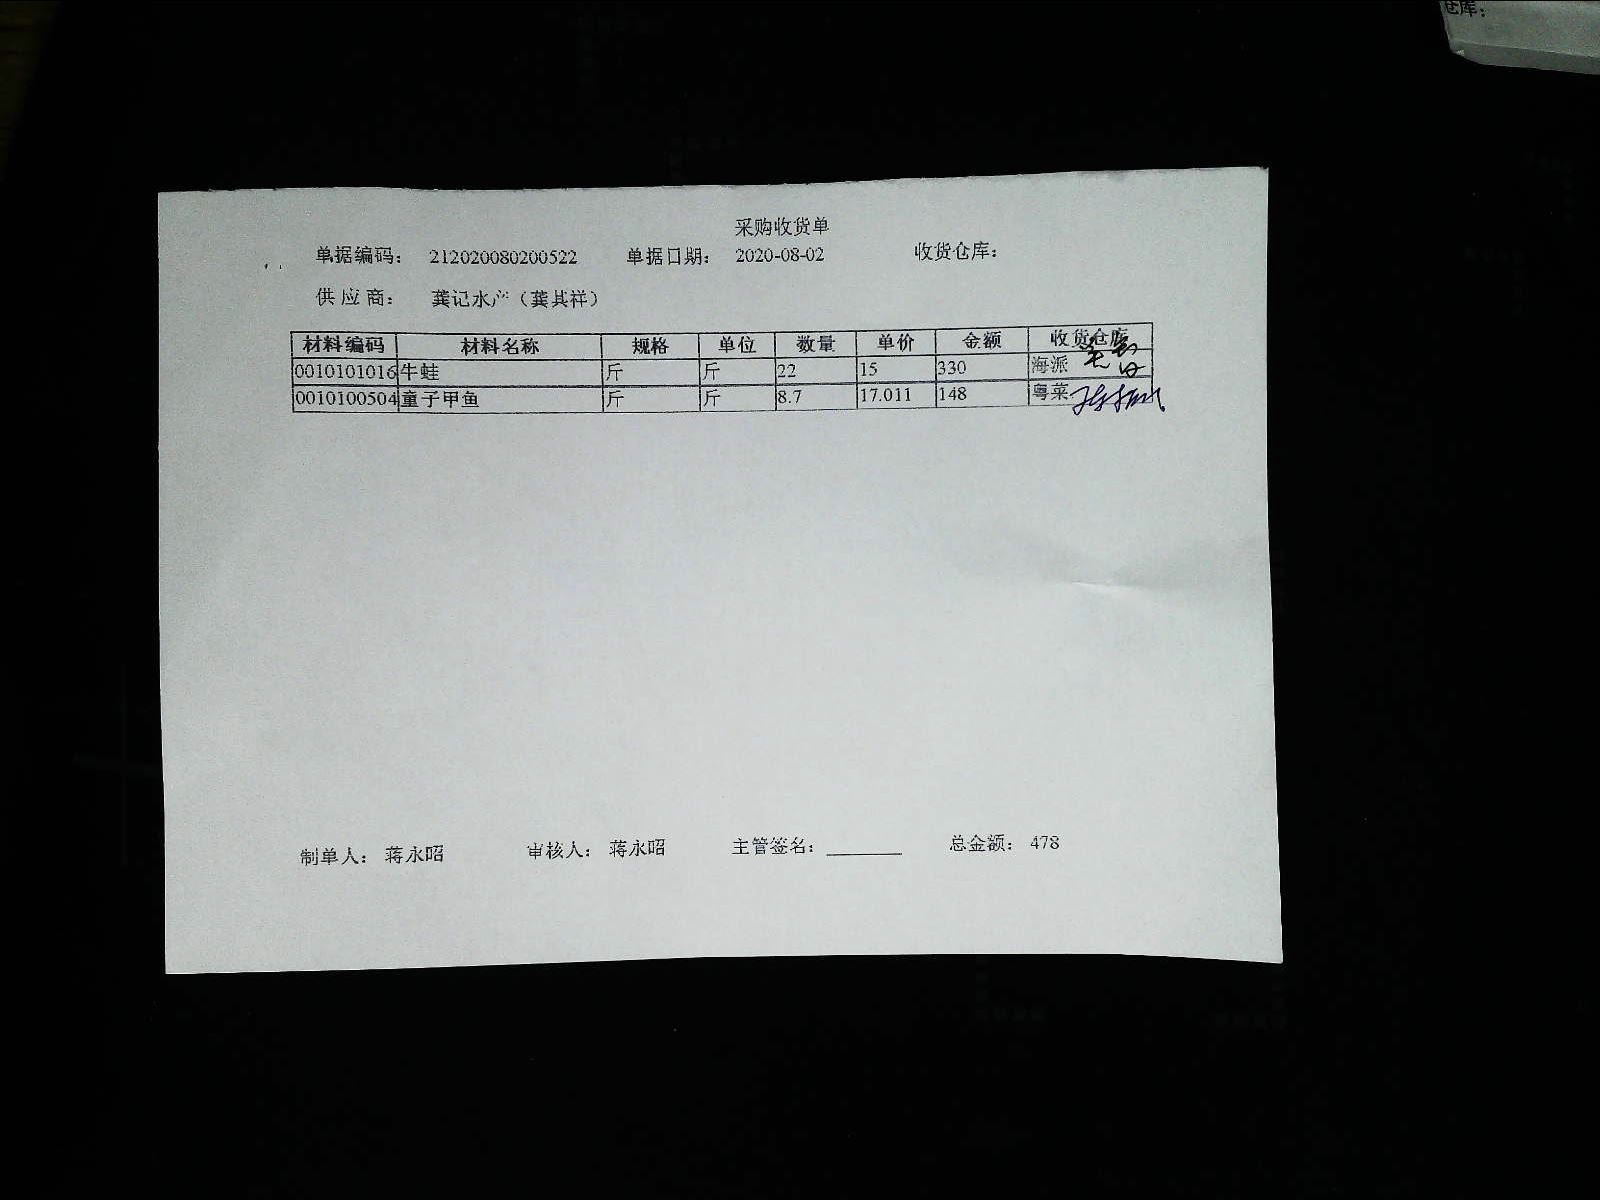 仓库：
采购收货单
单据编码： 212020080200522 单据日期： 2020-08-02 收货仓库：
供 应 商： 龚记水产（龚其祥）
材料编码 材料名称 规格 单位 数量 单价 金额 收货仓库
0010101016 牛蛙 斤 斤 22 15 330 海派
0010100504 童子甲鱼 斤 斤 8.7 17.011 148 粤菜
制单人： 蒋永昭 审核人： 蒋永昭 主管签名： 总金额： 478